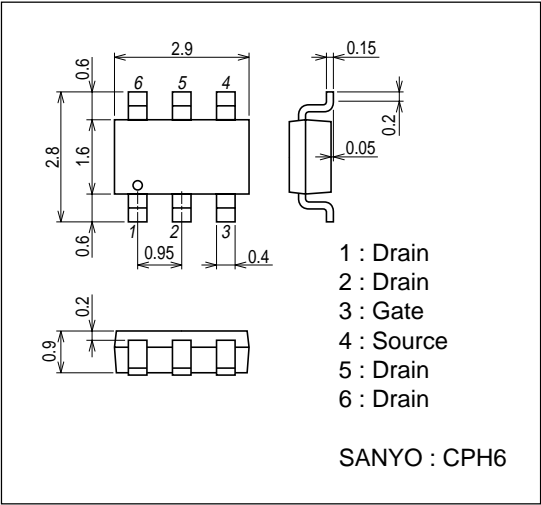 2.9
0.15
0.6
6 5 4
0.2
2.8
1.6
0.05
0.6
1 2 3
0.95
0.4
0.2
0.9
1 : Drain
2 : Drain
3 : Gate
4 : Source
5 : Drain
6 : Drain
SANYO : CPH6